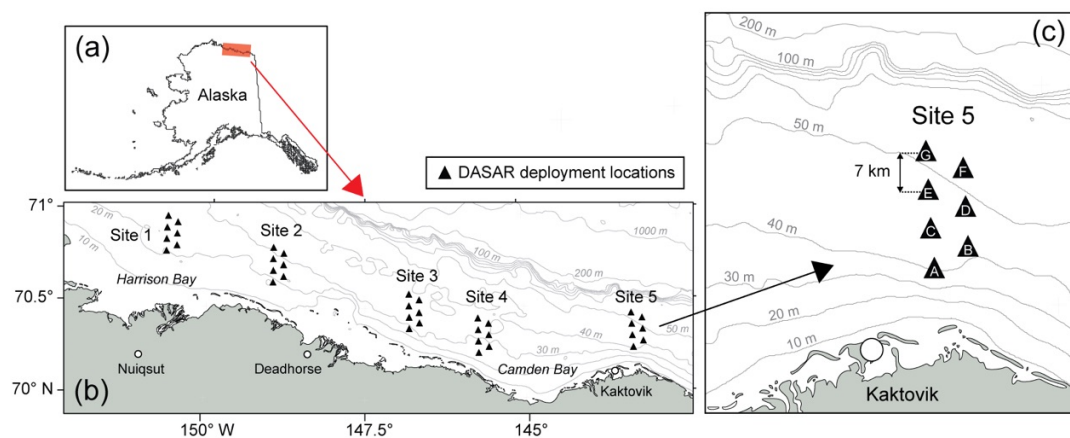 (a)
Alaska
▲ DASAR deployment locations
71°
70.5°
70° N
150° W
147.5°
145°
20 m
10 m
Site 1
Site 2
Site 3
Site 4
Site 5
Harrison Bay
Camden Bay
Nuiqsut
Deadhorse
Kaktovik
100 m
200 m
1000 m
50 m
40 m
30 m
(b)
(c)
200 m
100 m
50 m
Site 5
7 km
G
F
E
D
C
B
A
40 m
30 m
20 m
10 m
Kaktovik